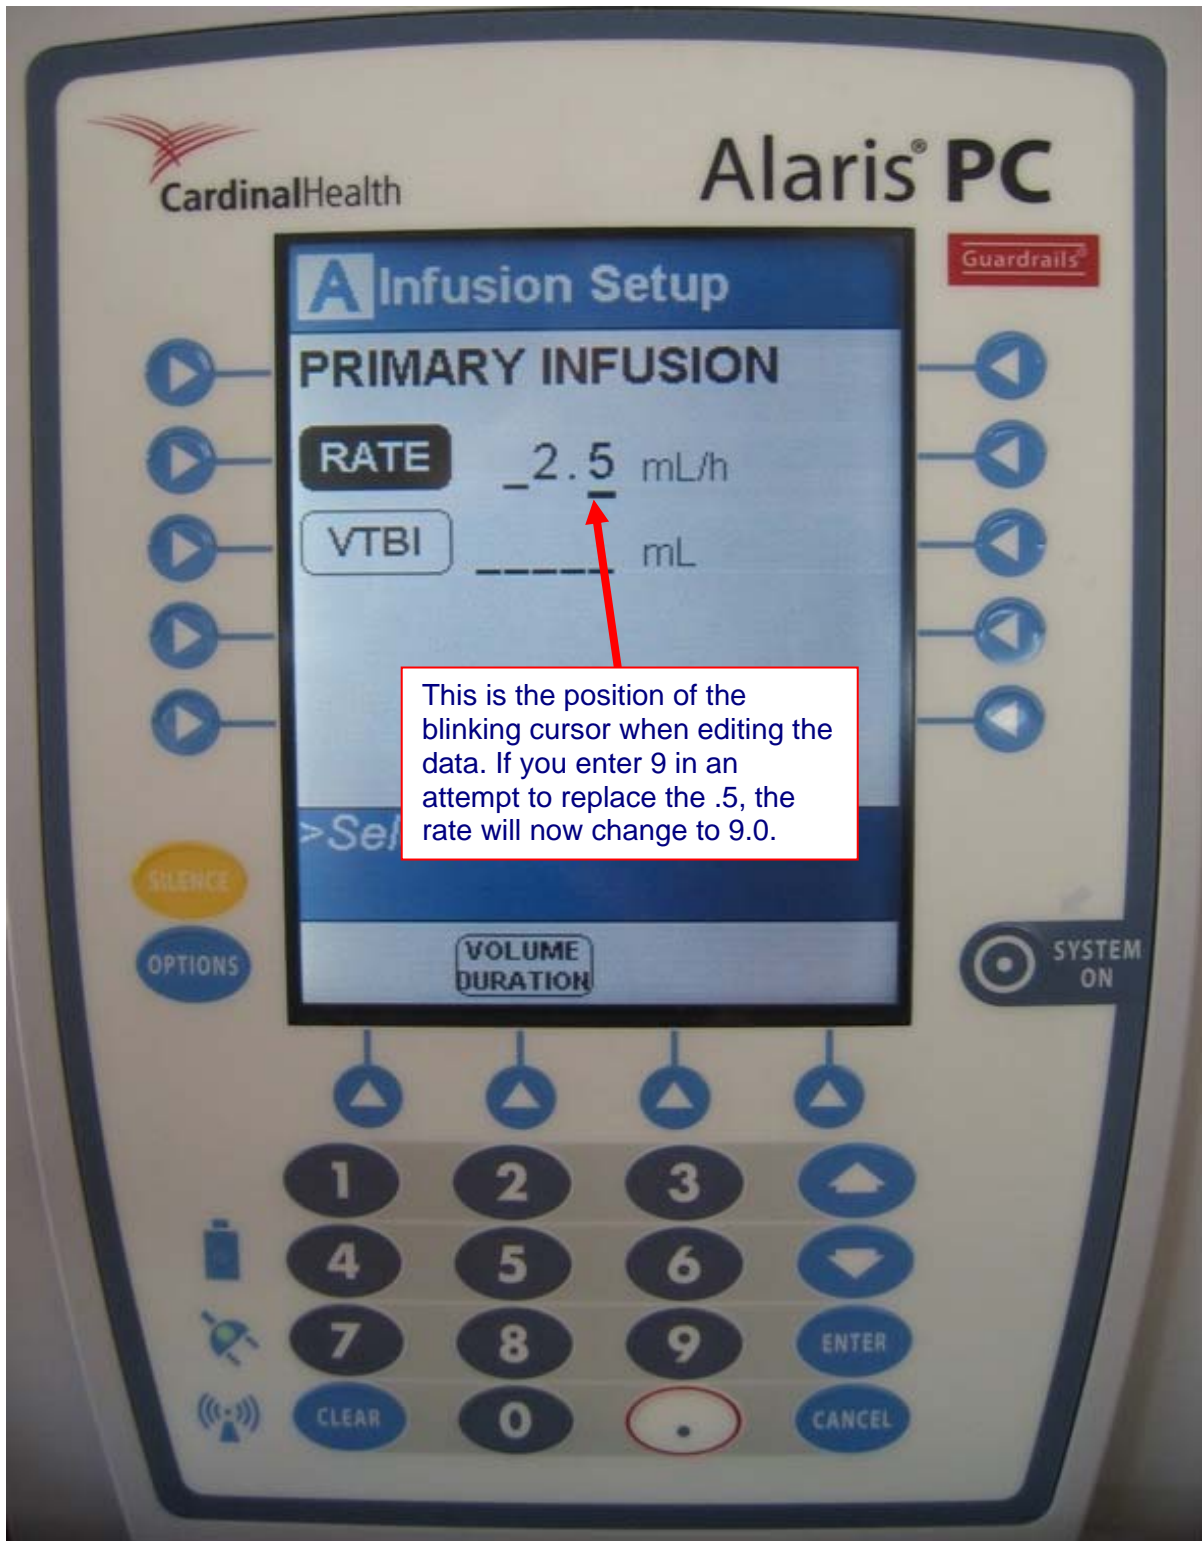 CardinalHealth
Alaris® PC
Guardrails®
A Infusion Setup
PRIMARY INFUSION
RATE _2.5 mL/h
VTBI _____ mL
This is the position of the
blinking cursor when editing the
data. If you enter 9 in an
attempt to replace the .5, the
rate will now change to 9.0.
>Sel
SILENCE
OPTIONS
VOLUME
DURATION
SYSTEM
ON
1 2 3
4 5 6
7 8 9 ENTER
CLEAR 0 . CANCEL